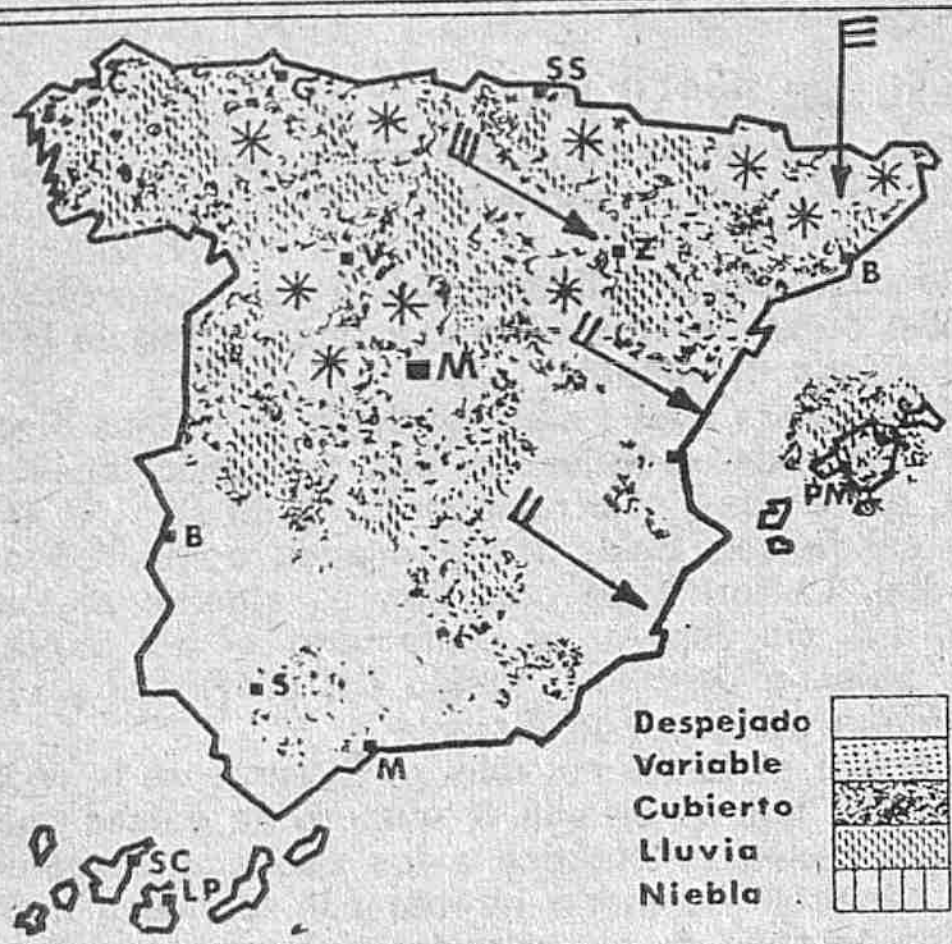 SS
C
G
V
Z
B
M
PM
B
S
M
SC
LP
Despejado
Variable
Cubierto
Lluvia
Niebla